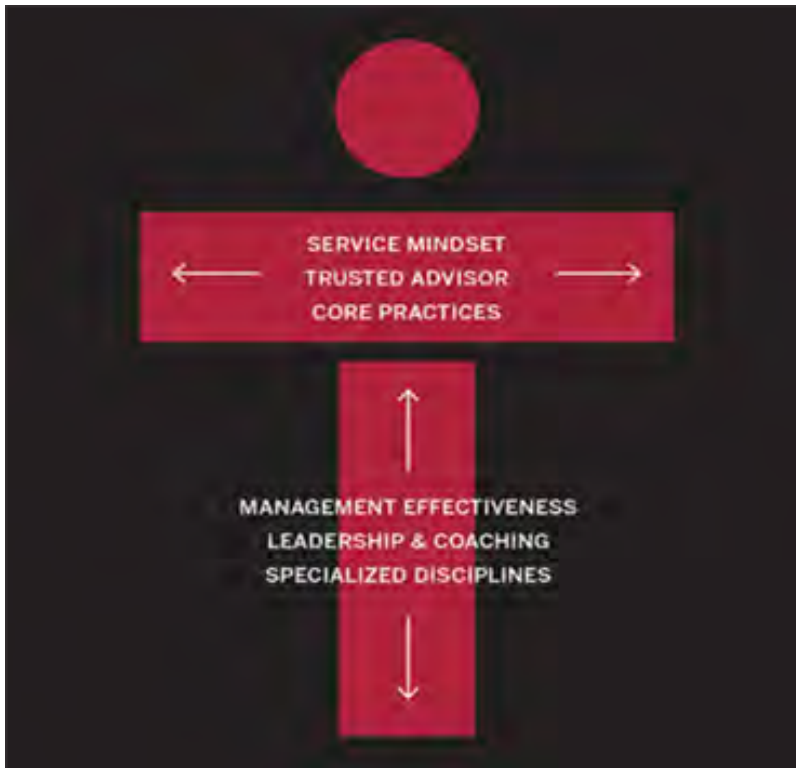 SERVICE MINDSET
TRUSTED ADVISOR
CORE PRACTICES
MANAGEMENT EFFECTIVENESS
LEADERSHIP & COACHING
SPECIALIZED DISCIPLINES